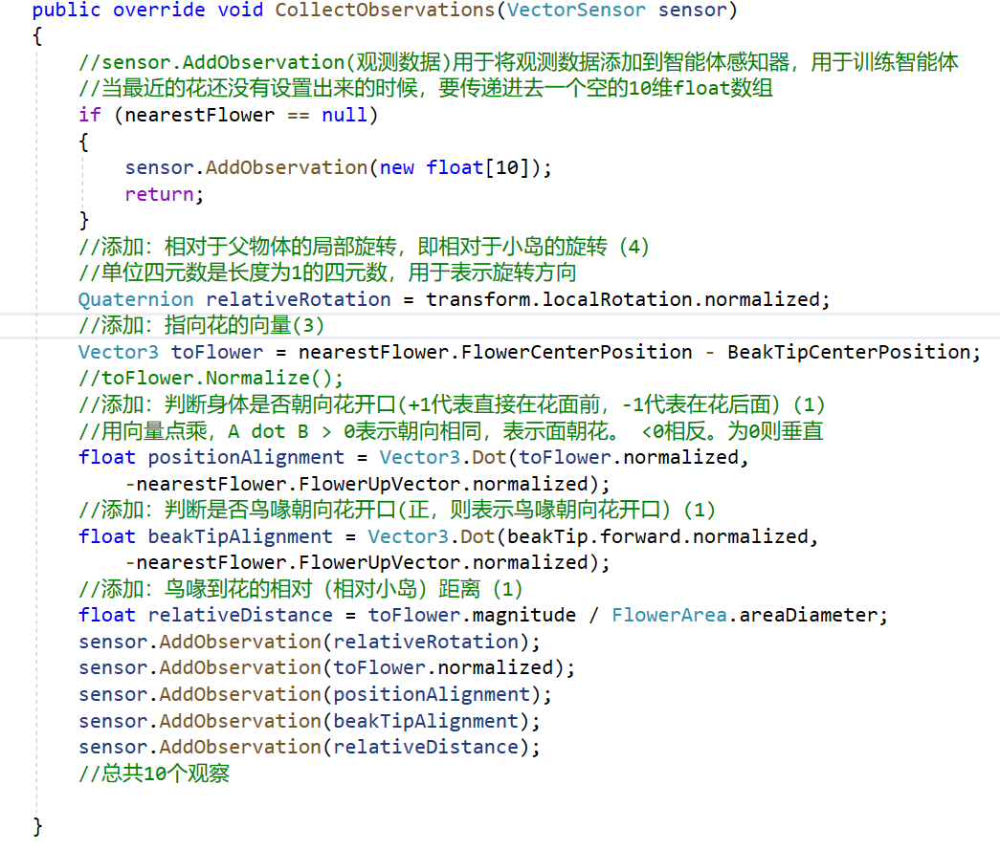 public override void CollectObservations(VectorSensor sensor)
{
//sensor.AddObservation(观测数据)用于将观测数据添加到智能体感知器，用于训练智能体
//当最近的花还没有设置出来的时候，要传递进去一个空的10维float数组
if (nearestFlower == null)
{
sensor.AddObservation(new float[10]);
return;
}
//添加：相对于父物体的局部旋转，即相对于小岛的旋转（4）
//单位四元数是长度为1的四元数，用于表示旋转方向
Quaternion relativeRotation = transform.localRotation.normalized;
//添加：指向花的向量(3)
Vector3 toFlower = nearestFlower.FlowerCenterPosition - BeakTipCenterPosition;
//toFlower.Normalize();
//添加：判断身体是否朝向花开口(+1代表直接在花面前，-1代表在花后面）（1）
//用向量点乘，A dot B > 0表示朝向相同，表示面朝花。 <0相反。为0则垂直
float positionAlignment = Vector3.Dot(toFlower.normalized,
-nearestFlower.FlowerUpVector.normalized);
//添加：判断是否鸟喙朝向花开口(正，则表示鸟喙朝向花开口）（1）
float beakTipAlignment = Vector3.Dot(beakTip.forward.normalized,
-nearestFlower.FlowerUpVector.normalized);
//添加：鸟喙到花的相对（相对小岛）距离（1）
float relativeDistance = toFlower.magnitude / FlowerArea.areaDiameter;
sensor.AddObservation(relativeRotation);
sensor.AddObservation(toFlower.normalized);
sensor.AddObservation(positionAlignment);
sensor.AddObservation(beakTipAlignment);
sensor.AddObservation(relativeDistance);
//总共10个观察
}